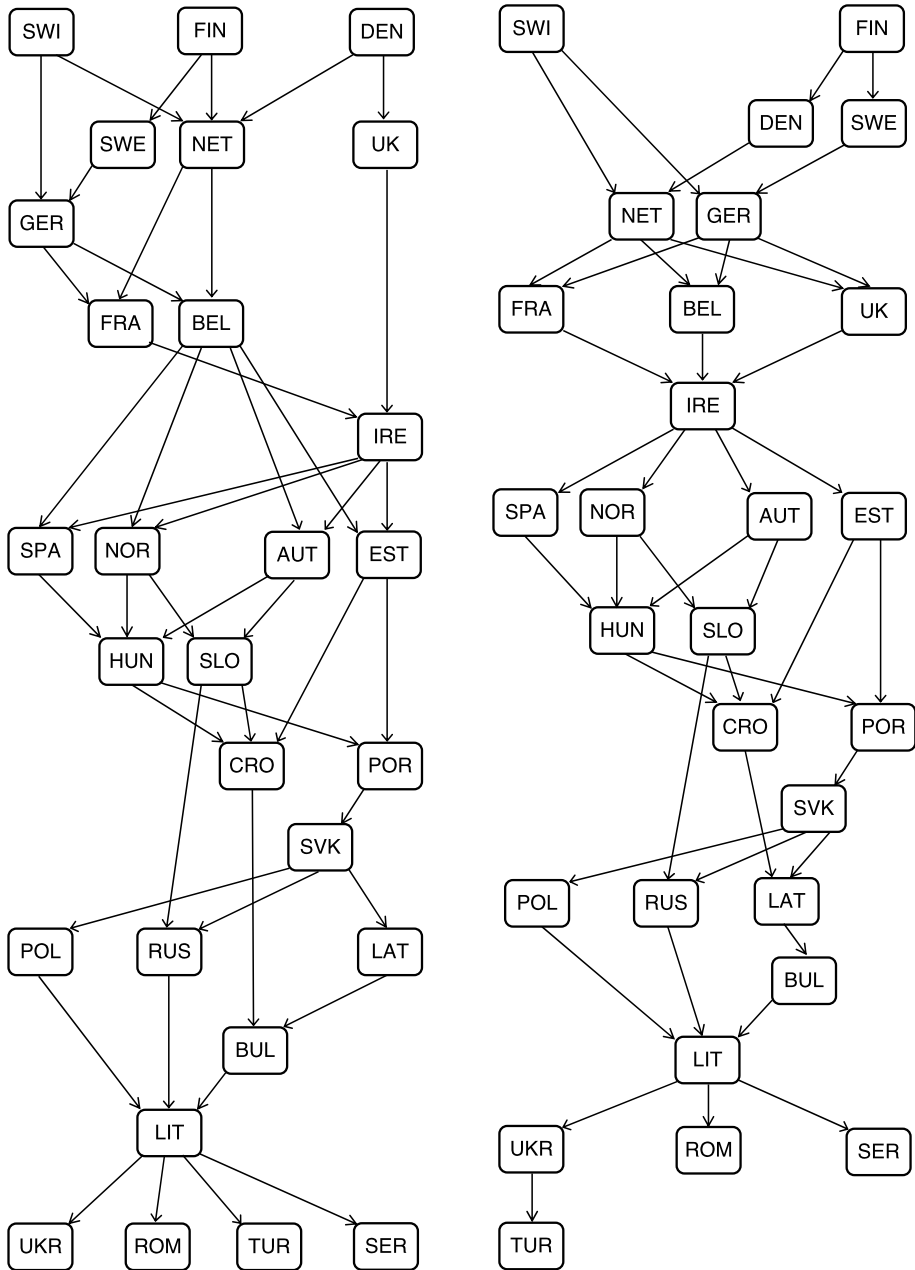 SWI
FIN
DEN
SWE
NET
UK
GER
FRA
BEL
IRE
SPA
NOR
AUT
EST
HUN
SLO
CRO
POR
SVK
POL
RUS
LAT
BUL
LIT
UKR
ROM
TUR
SER
SWI
FIN
DEN
SWE
NET
GER
FRA
BEL
UK
IRE
SPA
NOR
AUT
EST
HUN
SLO
CRO
POR
SVK
POL
RUS
LAT
BUL
LIT
UKR
ROM
SER
TUR